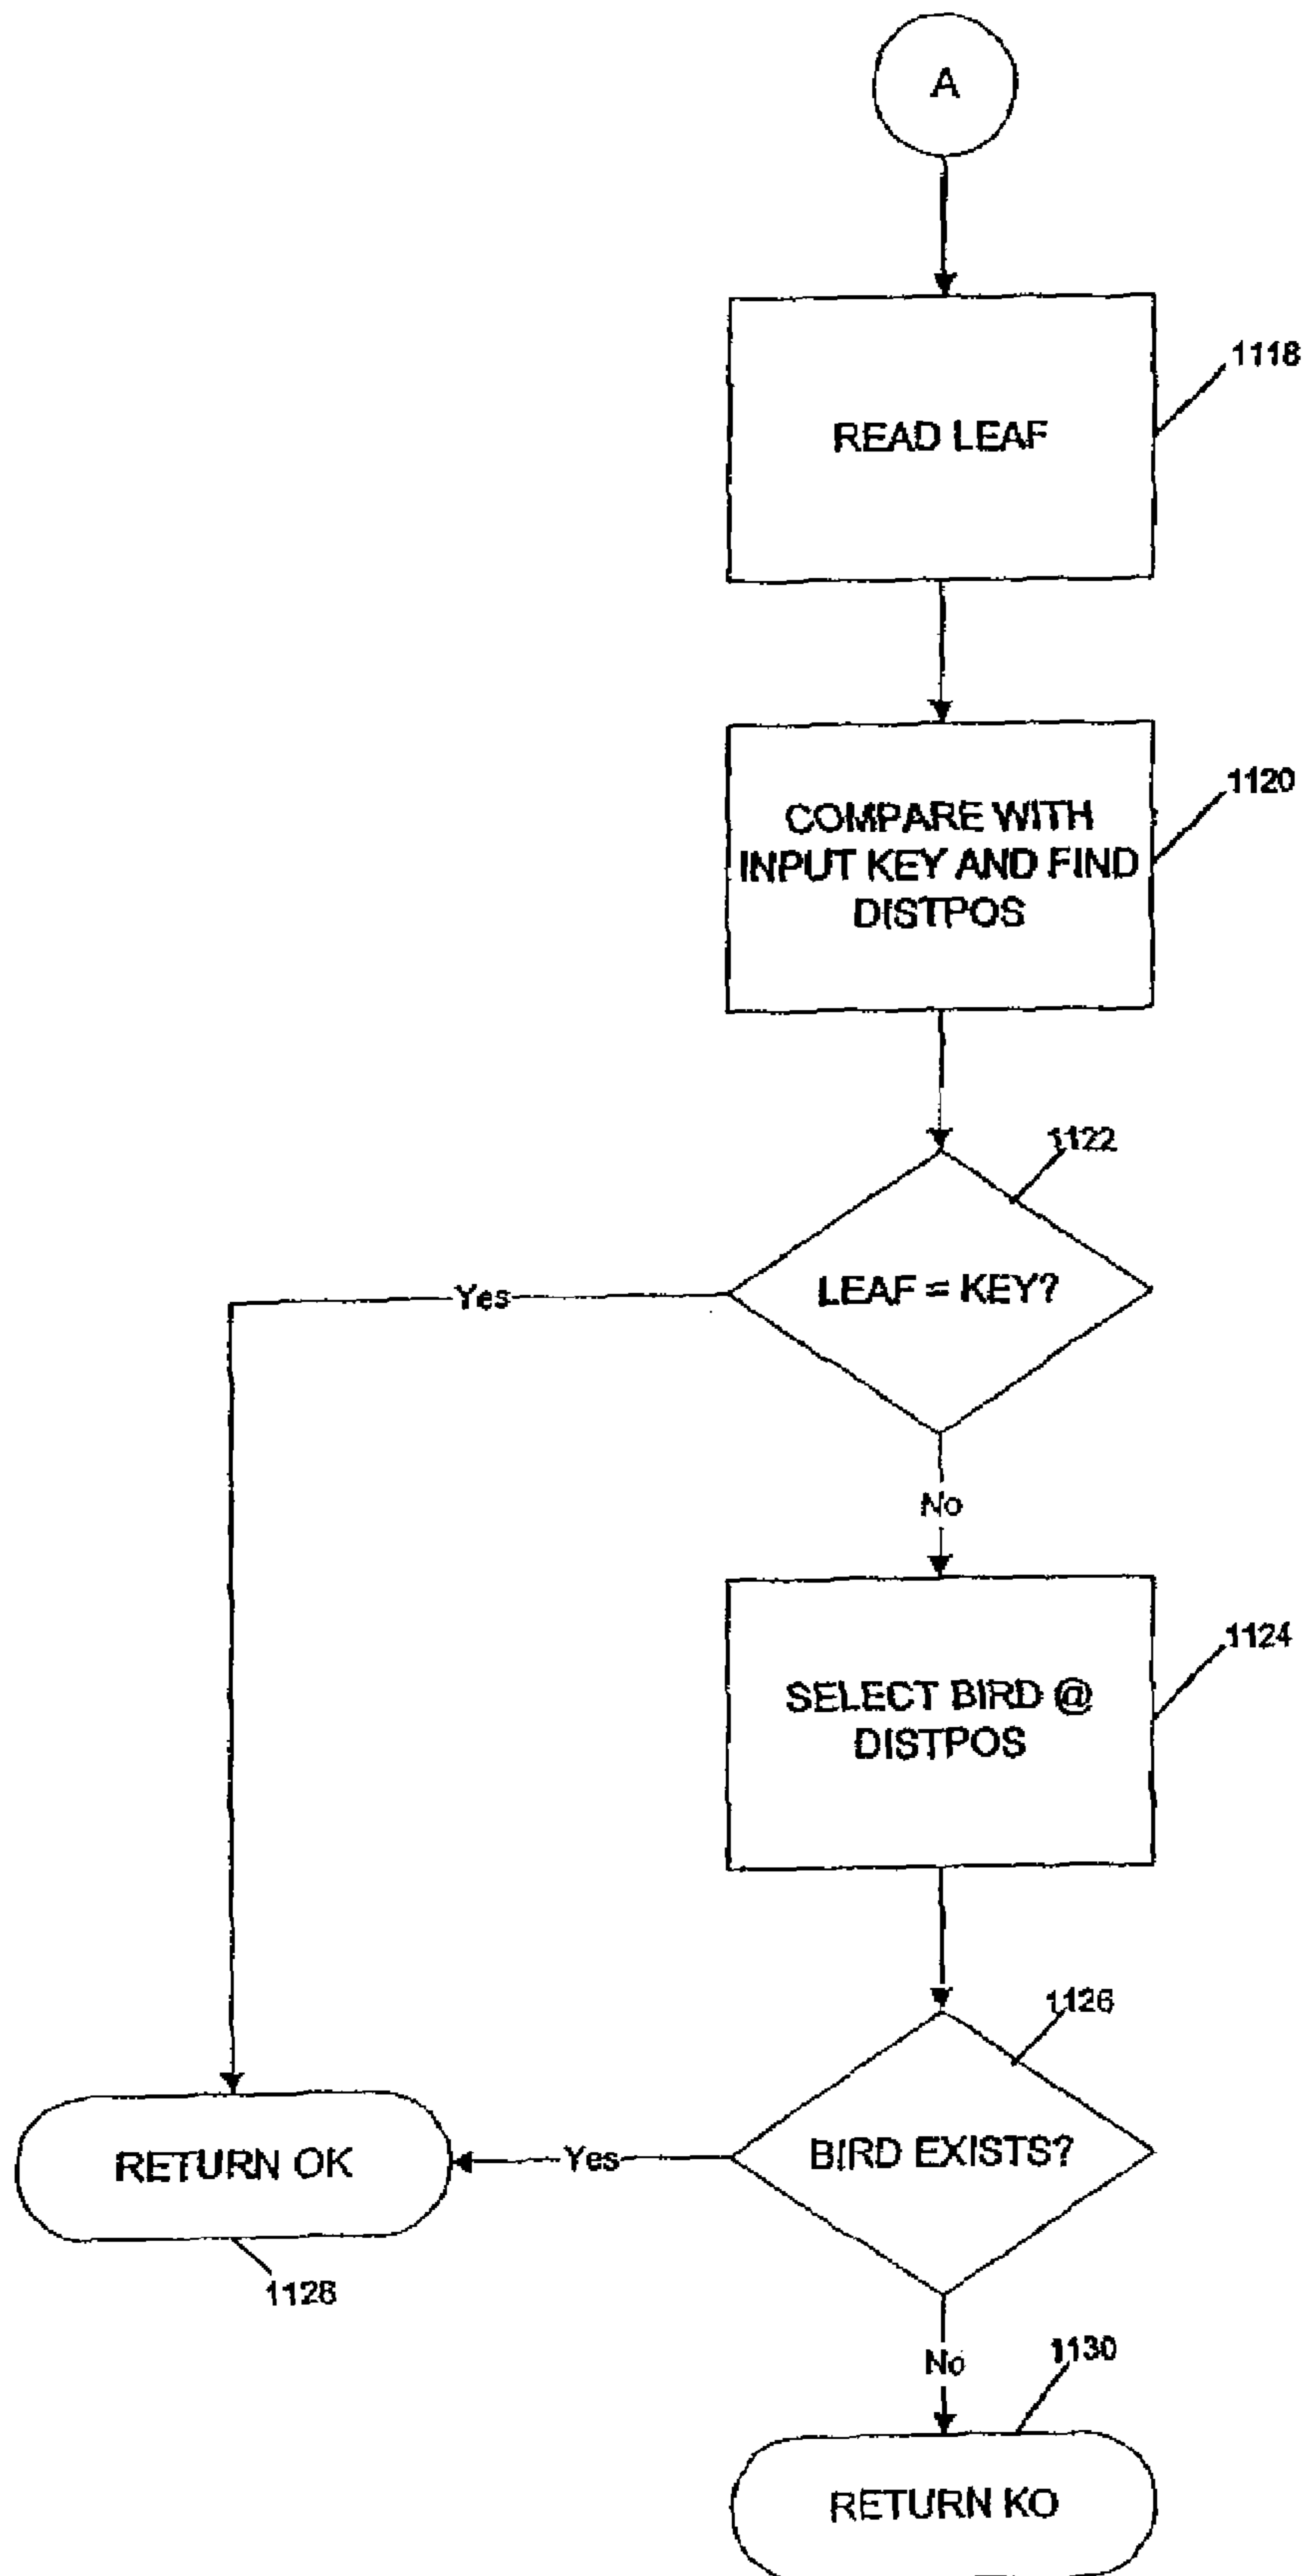 A
1118
READ LEAF
1120
COMPARE WITH
INPUT KEY AND FIND
DISTPOS
1122
LEAF = KEY?
Yes
No
1124
SELECT BIRD @
DISTPOS
1126
BIRD EXISTS?
Yes
RETURN OK
1128
No
1130
RETURN KO